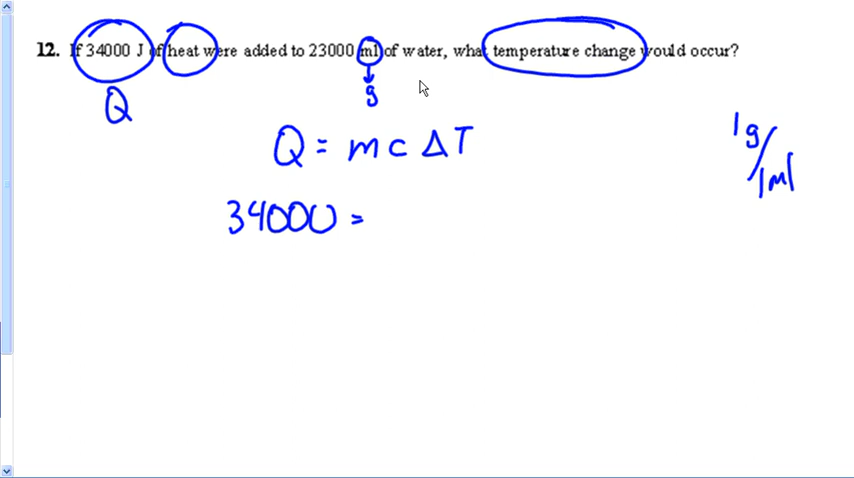 12. If 34000 J of heat were added to 23000 ml of water, what temperature change would occur?
g
Q
Q = m c Δ T
1g/1ml
34000 =